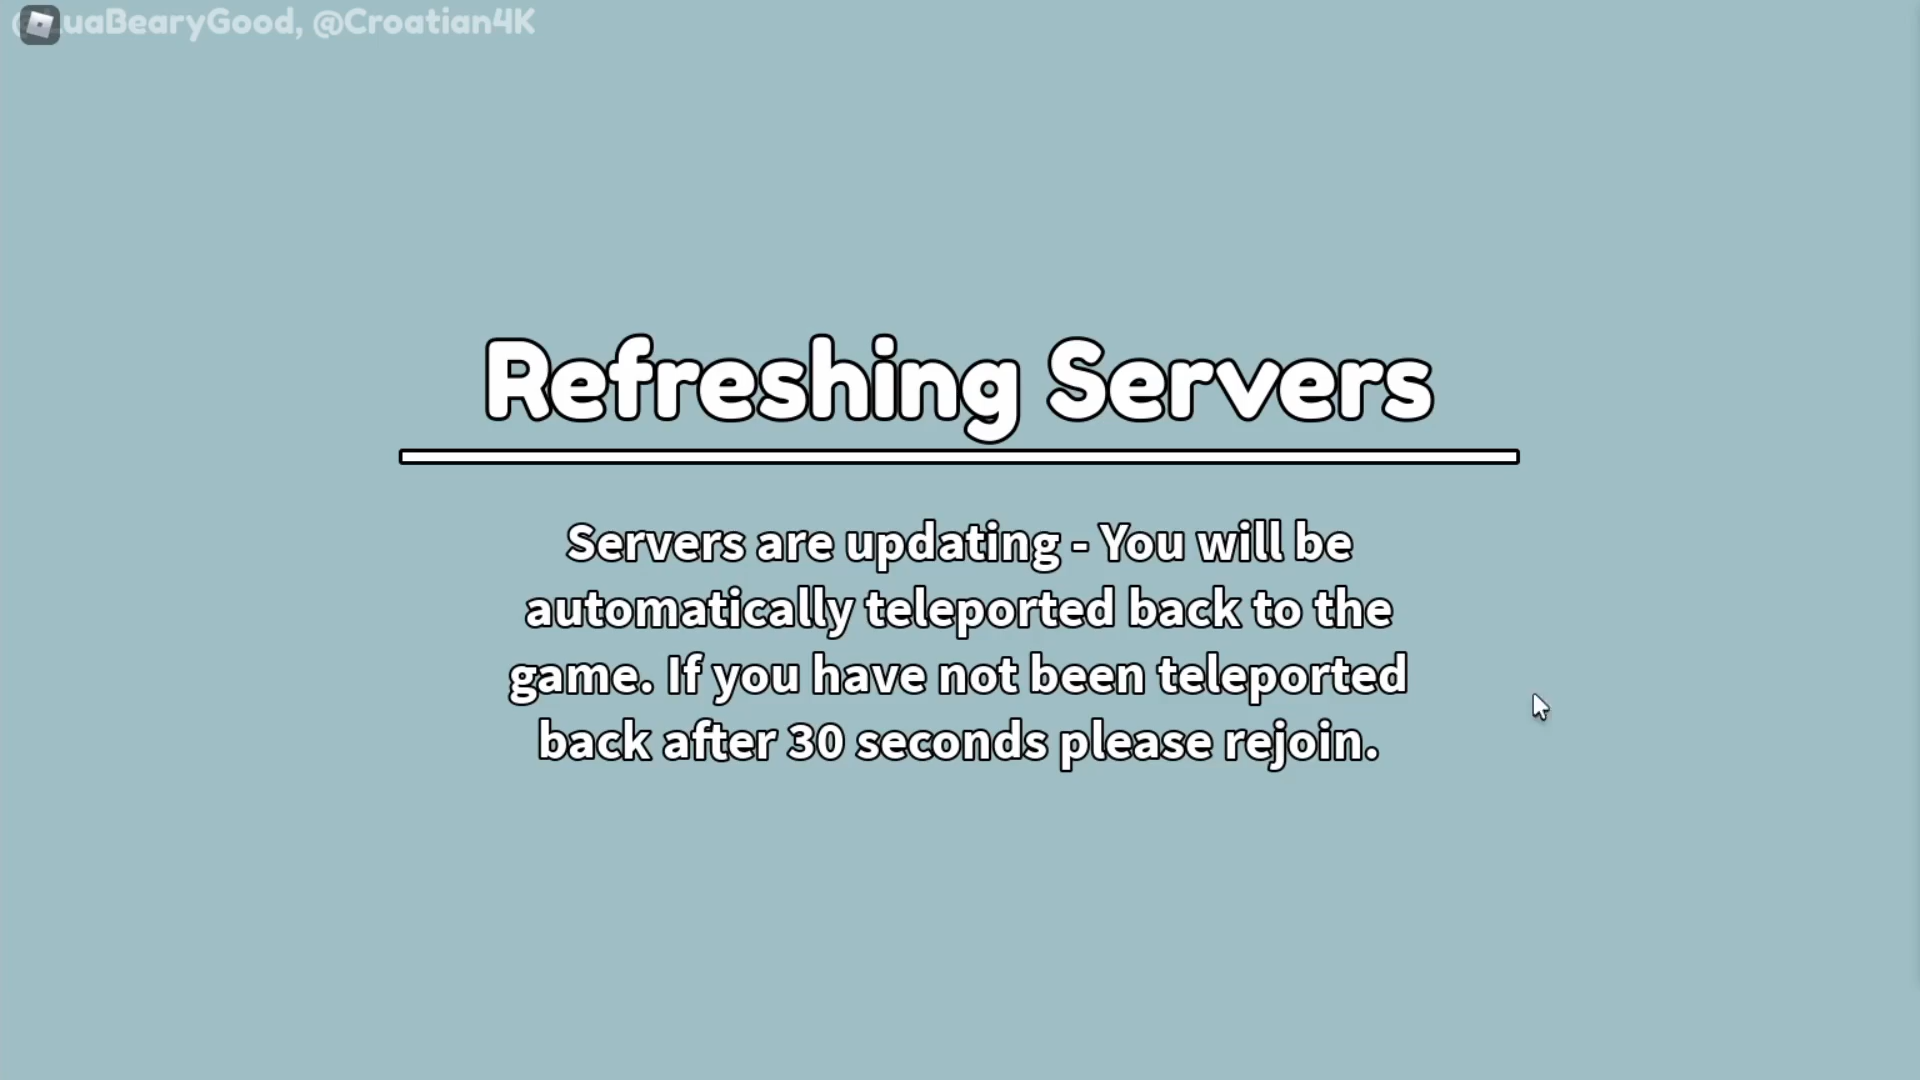 uaBearyGood, @Croatian4K
Refreshing Servers
Servers are updating - You will be
automatically teleported back to the
game. If you have not been teleported
back after 30 seconds please rejoin.